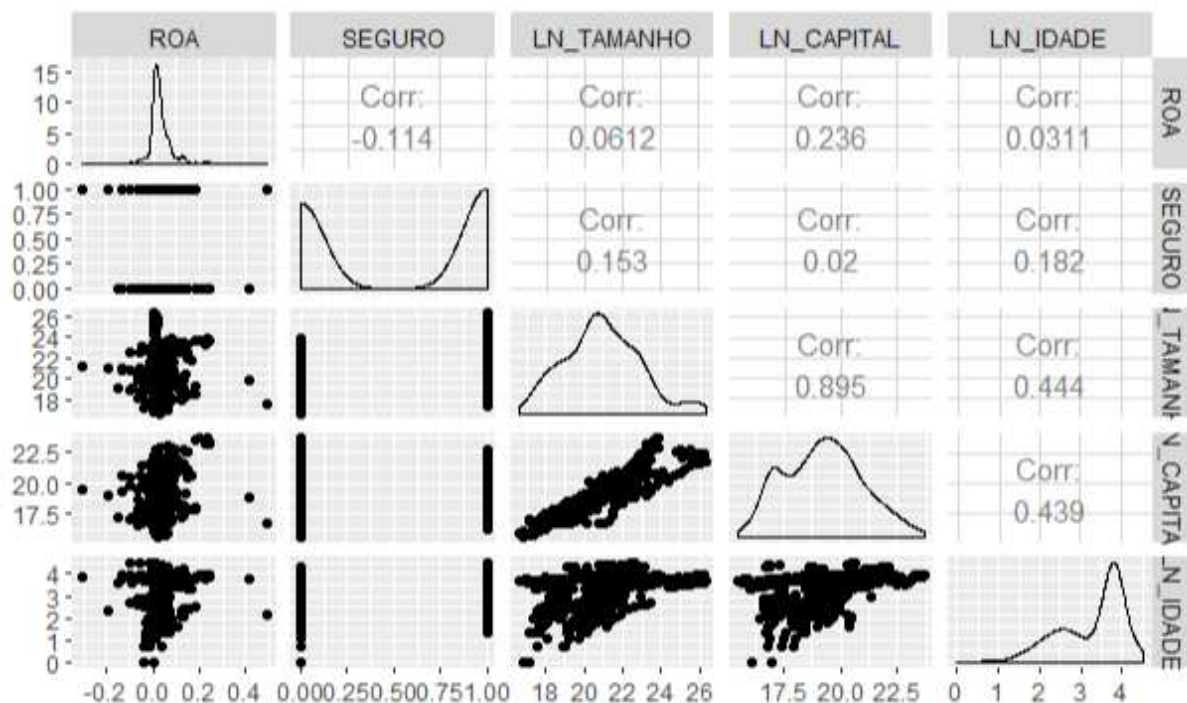 ROA SEGURO LN_TAMANHO LN_CAPITAL LN_IDADE
15
10
5
0
Corr:
-0.114
Corr:
0.0612
Corr:
0.236
Corr:
0.0311
ROA
1.00
0.75
0.50
0.25
0.00
Corr:
0.153
Corr:
0.02
Corr:
0.182
SEGURO
26
24
22
20
18
Corr:
0.895
Corr:
0.444
_TAMANH
22.5
20.0
17.5
Corr:
0.439
N_CAPITA
4
3
2
1
0
LN_IDADE
-0.2 0.0 0.2 0.4 0.000.250.500.751.00 18 20 22 24 26 17.5 20.0 22.5 0 1 2 3 4